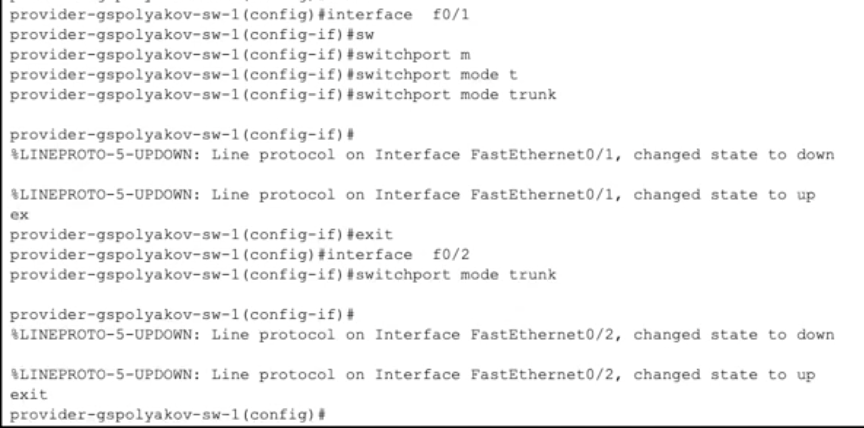 provider-gspolyakov-sw-1(config)#interface  f0/1
provider-gspolyakov-sw-1(config-if)#sw
provider-gspolyakov-sw-1(config-if)#switchport m
provider-gspolyakov-sw-1(config-if)#switchport mode t
provider-gspolyakov-sw-1(config-if)#switchport mode trunk
provider-gspolyakov-sw-1(config-if)#
%LINEPROTO-5-UPDOWN: Line protocol on Interface FastEthernet0/1, changed state to down
%LINEPROTO-5-UPDOWN: Line protocol on Interface FastEthernet0/1, changed state to up
ex
provider-gspolyakov-sw-1(config-if)#exit
provider-gspolyakov-sw-1(config)#interface  f0/2
provider-gspolyakov-sw-1(config-if)#switchport mode trunk
provider-gspolyakov-sw-1(config-if)#
%LINEPROTO-5-UPDOWN: Line protocol on Interface FastEthernet0/2, changed state to down
%LINEPROTO-5-UPDOWN: Line protocol on Interface FastEthernet0/2, changed state to up
exit
provider-gspolyakov-sw-1(config)#